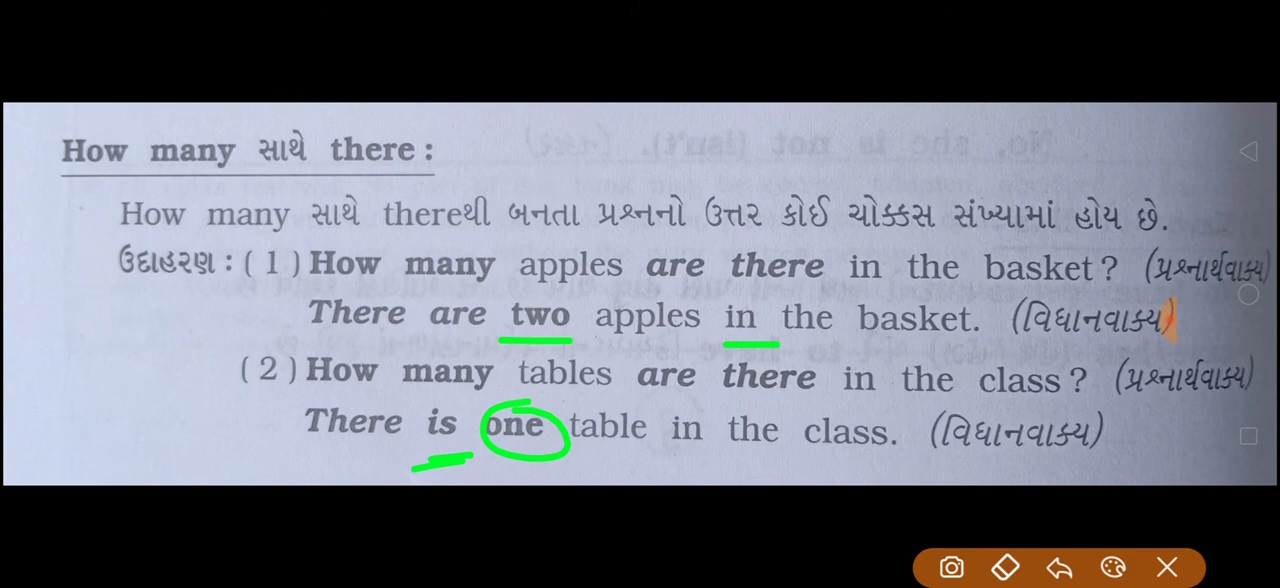 How many સાથે there :
How many સાથે thereથી બનતા પ્રશ્નનો ઉત્તર કોઈ ચોક્કસ સંખ્યામાં હોય છે.
ઉદાહરણ : ( 1 ) How many apples are there in the basket? (પ્રશ્નાર્થવાક્ય)
There are two apples in the basket. (વિધાનવાક્ય)
( 2 ) How many tables are there in the class? (પ્રશ્નાર્થવાક્ય)
There is one table in the class. (વિધાનવાક્ય)